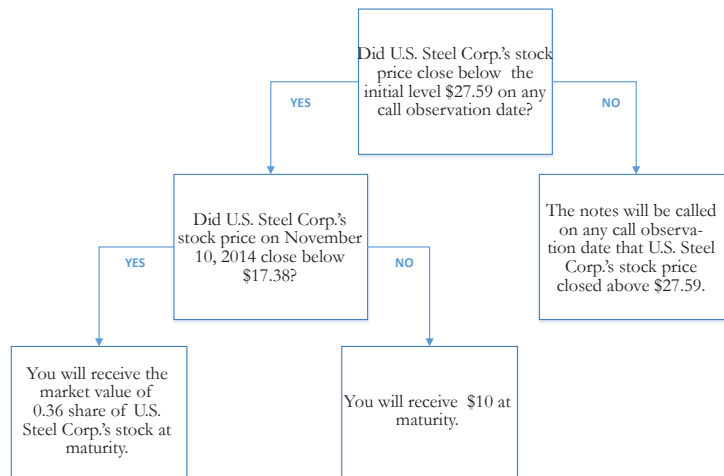 Did U.S. Steel Corp.'s stock
price close below the
initial level $27.59 on any
call observation date?
YES
NO
Did U.S. Steel Corp.'s
stock price on November
10, 2014 close below
$17.38?
The notes will be called
on any call observa-
tion date that U.S. Steel
Corp.'s stock price
closed above $27.59.
YES
NO
You will receive the
market value of
0.36 share of U.S.
Steel Corp.'s stock at
maturity.
You will receive $10 at
maturity.